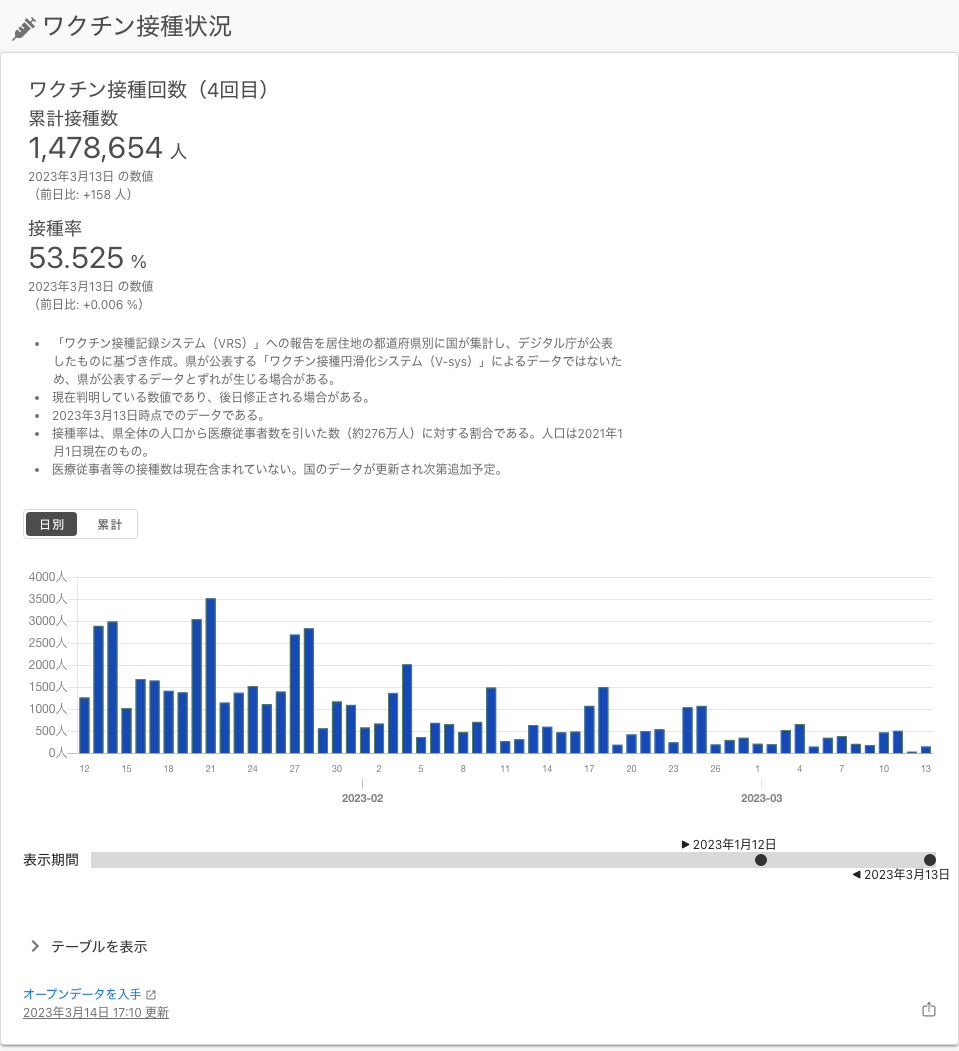 ワクチン接種状況
ワクチン接種回数（4回目）
累計接種数
1,478,654 人
2023年3月13日 の数値
（前日比: +158 人）
接種率
53.525 %
2023年3月13日 の数値
（前日比: +0.006 %）
• 「ワクチン接種記録システム（VRS）」への報告を居住地の都道府県別に国が集計し、デジタル庁が公表
したものに基づき作成。県が公表する「ワクチン接種円滑化システム（V-sys）」によるデータではないた
め、県が公表するデータとずれが生じる場合がある。
• 現在判明している数値であり、後日修正される場合がある。
• 2023年3月13日時点でのデータである。
• 接種率は、県全体の人口から医療従事者数を引いた数（約276万人）に対する割合である。人口は2021年1
月1日現在のもの。
• 医療従事者等の接種数は現在含まれていない。国のデータが更新され次第追加予定。
日別 累計
4000人
3500人
3000人
2500人
2000人
1500人
1000人
500人
0人
12 15 18 21 24 27 30 2 5 8 11 14 17 20 23 26 1 4 7 10 13
2023-02 2023-03
▶ 2023年1月12日
表示期間
◀ 2023年3月13日
テーブルを表示
オープンデータを入手
2023年3月14日 17:10 更新